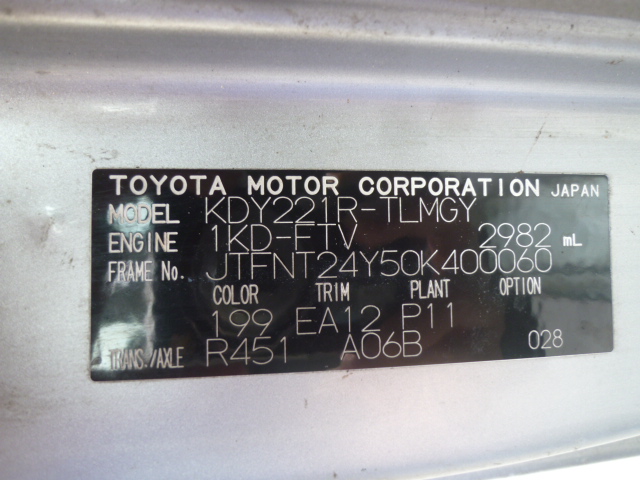 TOYOTA MOTOR CORPORATION JAPAN
MODEL KDY221R-TLMGY
ENGINE 1KD-FTV 2982 mL
FRAME No. JTFNT24Y50K400060
COLOR TRIM PLANT OPTION
199 EA12 P11
TRANS./AXLE R451 A06B 028